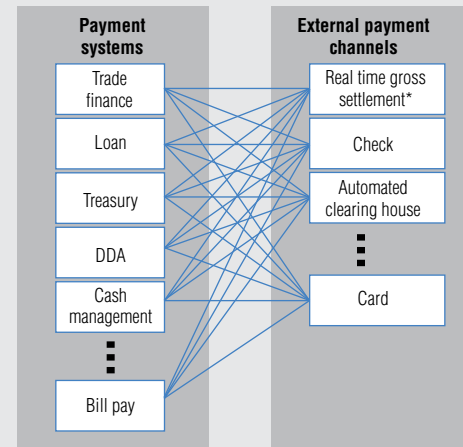 Payment
systems
Trade
finance
Loan
Treasury
DDA
Cash
management
Bill pay
External payment
channels
Real time gross
settlement*
Check
Automated
clearing house
Card